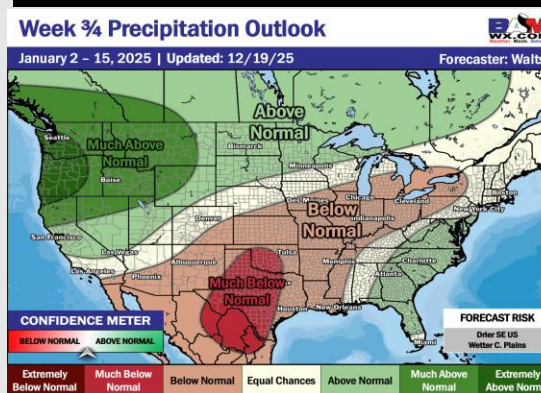 Week ¾ Precipitation Outlook
BAM
WX.COM
January 2 – 15, 2025 | Updated: 12/19/25
Forecaster: Walts
Above
Normal
Seattle
Much Above
Normal
Bismarck
Boise
Minneapolis
Boston
Des Moines
Chicago
Cleveland
New York City
Below
Normal
Indianapolis
Denver
San Francisco
Las Vegas
Los Angeles
Albuquerque
Tulsa
Memphis
Charlotte
Phoenix
Atlanta
Much Below
Normal
Houston
New Orleans
Miami
CONFIDENCE METER
BELOW NORMAL
ABOVE NORMAL
FORECAST RISK
Drier SE US
Wetter C. Plains
Extremely
Below Normal
Much Below
Normal
Below Normal
Equal Chances
Above Normal
Much Above
Normal
Extremely
Above Norm